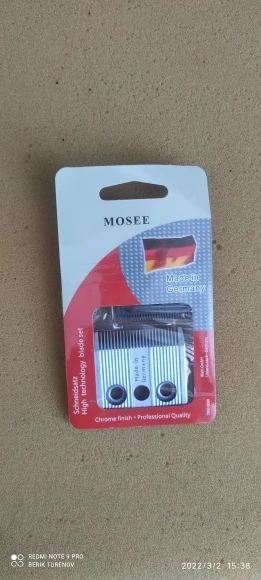 MOSEE
Made in
Germany
Schneidsatz
High technology blade set
made in
Germany
Chrome finish • Professional Quality
REDMI NOTE 9 PRO
BERIK TURENOV
2022/3/2 15:36